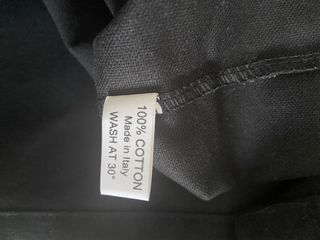 100% COTTON
Made in Italy
WASH AT 30°